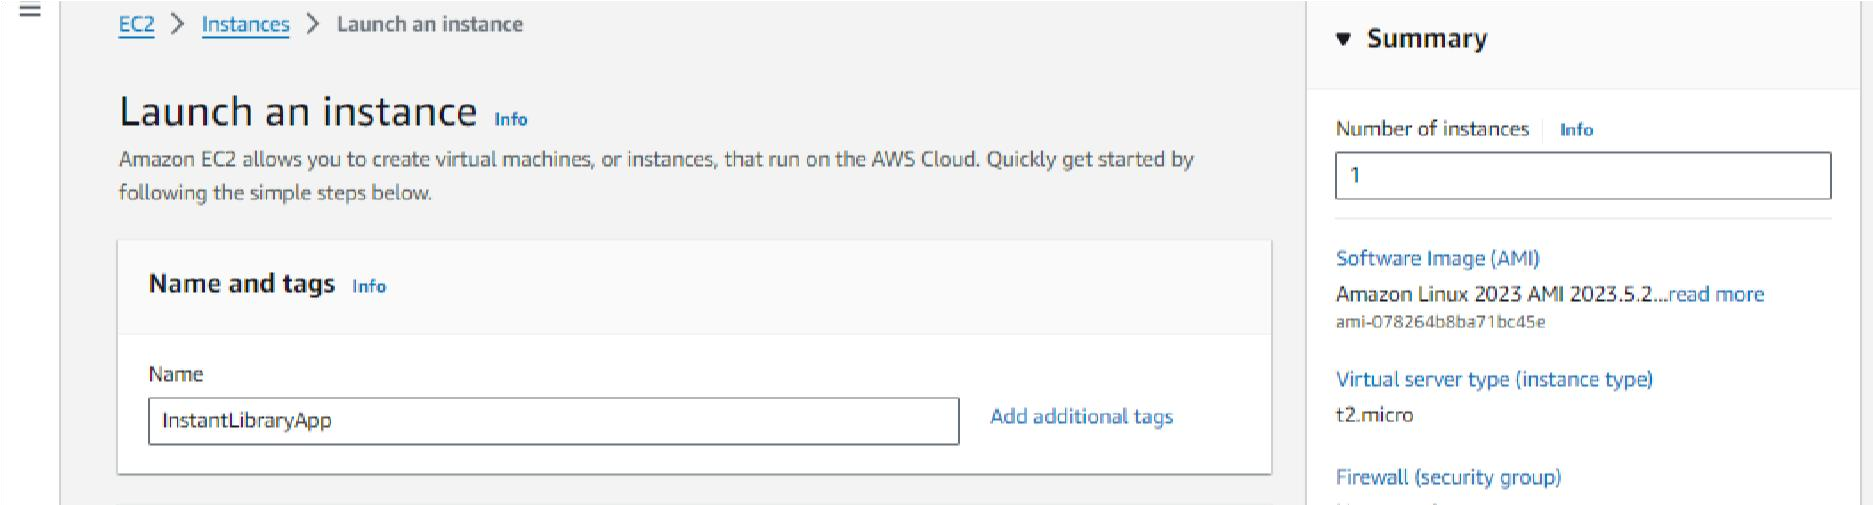 EC2 > Instances > Launch an instance
Launch an instance Info
Amazon EC2 allows you to create virtual machines, or instances, that run on the AWS Cloud. Quickly get started by
following the simple steps below.
Name and tags Info
Name
InstantLibraryApp
Add additional tags
Summary
Number of instances Info
1
Software Image (AMI)
Amazon Linux 2023 AMI 2023.5.2...read more
ami-078264b8ba71bc45e
Virtual server type (instance type)
t2.micro
Firewall (security group)